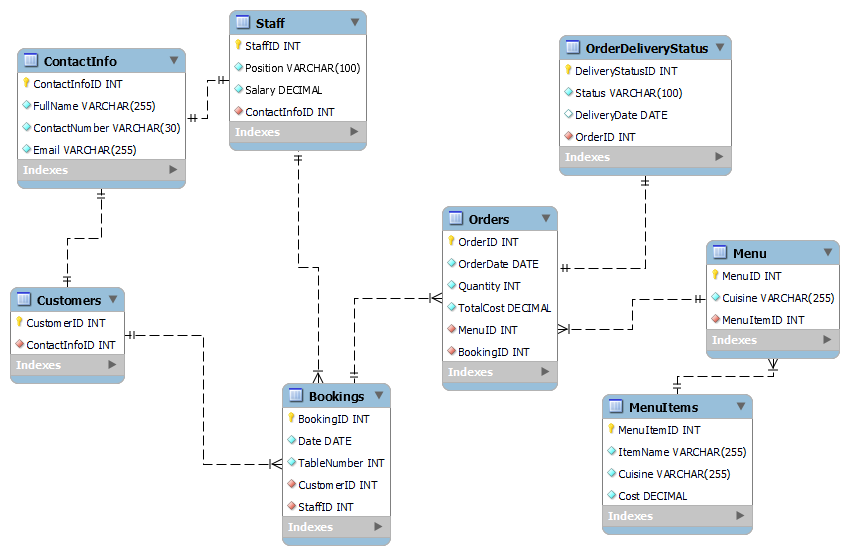 ContactInfo
ContactInfoID INT
FullName VARCHAR(255)
ContactNumber VARCHAR(30)
Email VARCHAR(255)
Indexes
Staff
StaffID INT
Position VARCHAR(100)
Salary DECIMAL
ContactInfoID INT
Indexes
OrderDeliveryStatus
DeliveryStatusID INT
Status VARCHAR(100)
DeliveryDate DATE
OrderID INT
Indexes
Orders
OrderID INT
OrderDate DATE
Quantity INT
TotalCost DECIMAL
MenuID INT
BookingID INT
Indexes
Menu
MenuID INT
Cuisine VARCHAR(255)
MenuItemID INT
Indexes
Customers
CustomerID INT
ContactInfoID INT
Indexes
Bookings
BookingID INT
Date DATE
TableNumber INT
CustomerID INT
StaffID INT
Indexes
MenuItems
MenuItemID INT
ItemName VARCHAR(255)
Cuisine VARCHAR(255)
Cost DECIMAL
Indexes